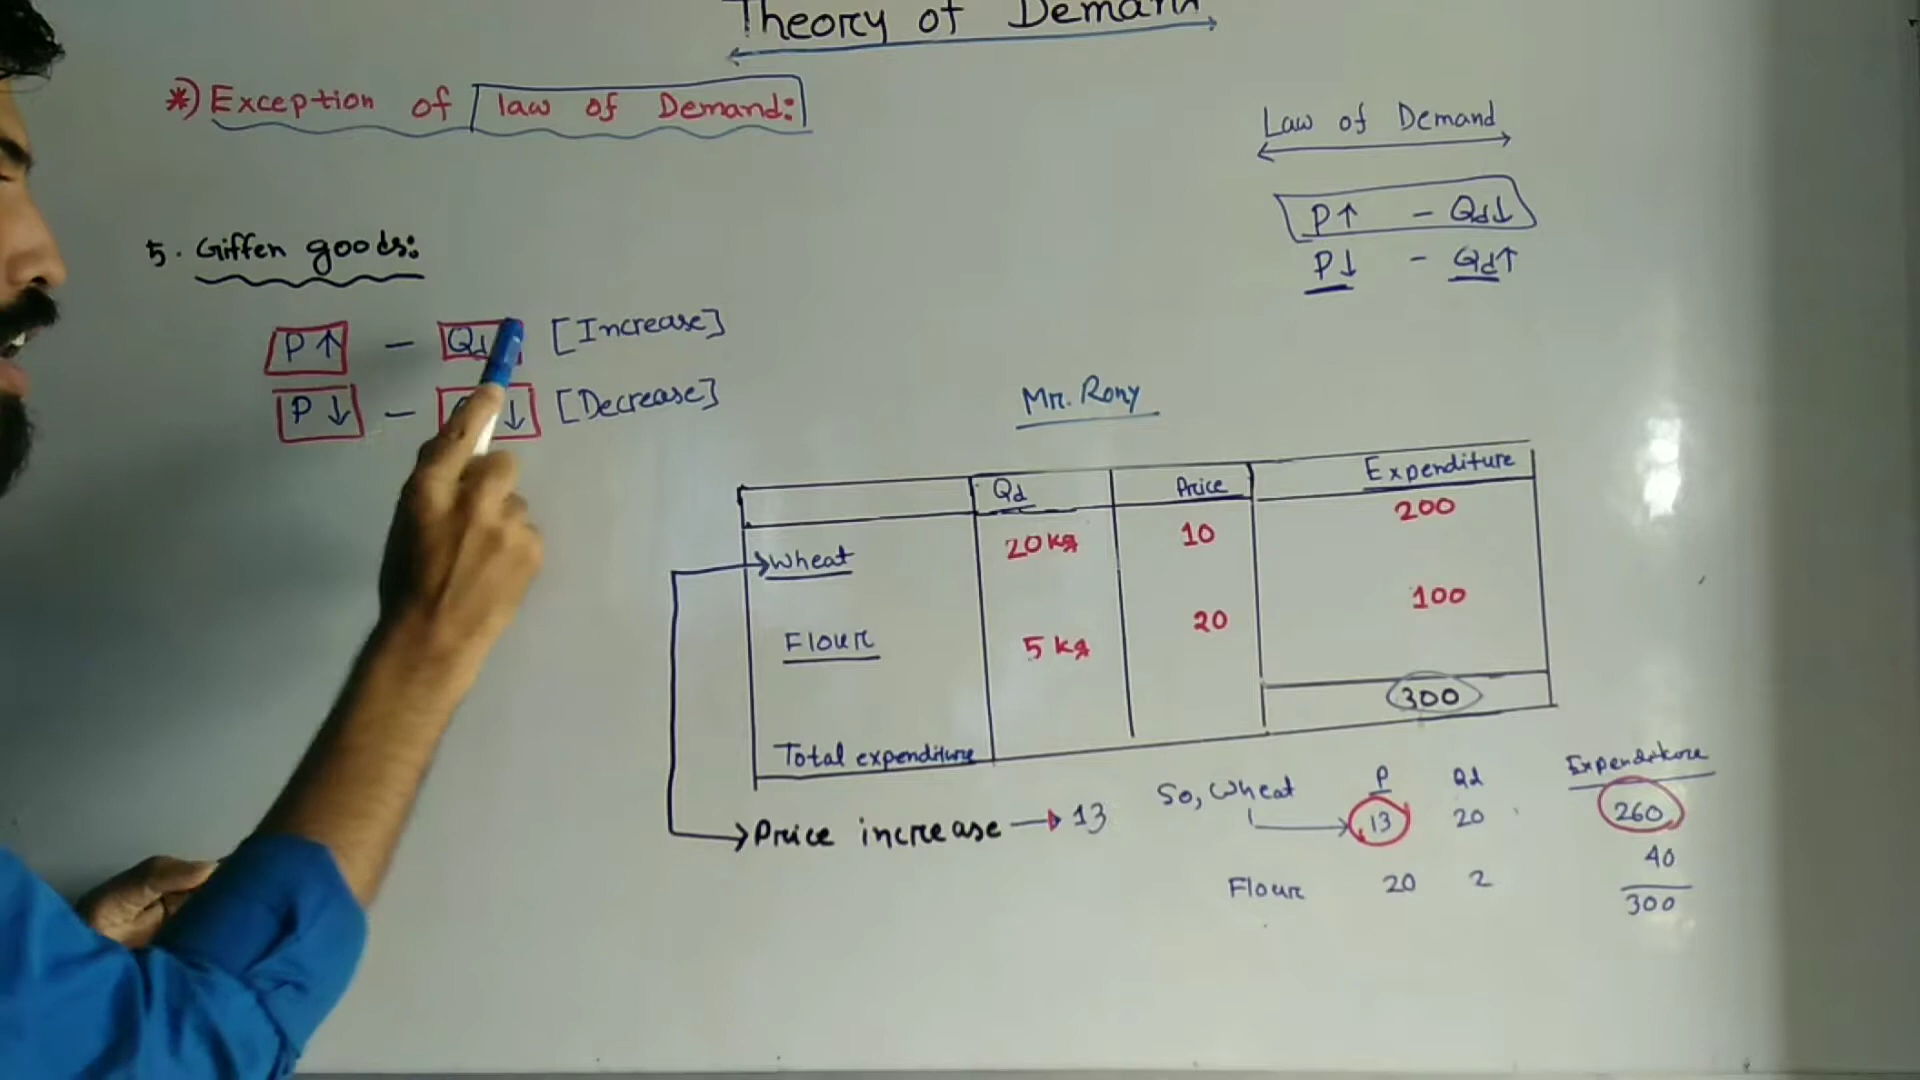 Theory of Demand
*) Exception of law of Demand:
Law of Demand
P↑ - Qd↓
P↓ - Qd↑
5. Giffen goods:
P↑ - Qd [Increase]
P↓ - ↓ [Decrease]
Mr. Rony
Qd Price Expenditure
Wheat 20 kg 10 200
Flour 5 kg 20 100
Total expenditure 300
Price increase → 13
So, Wheat P Qd Expenditure
13 20 260
Flour 20 2 40
300